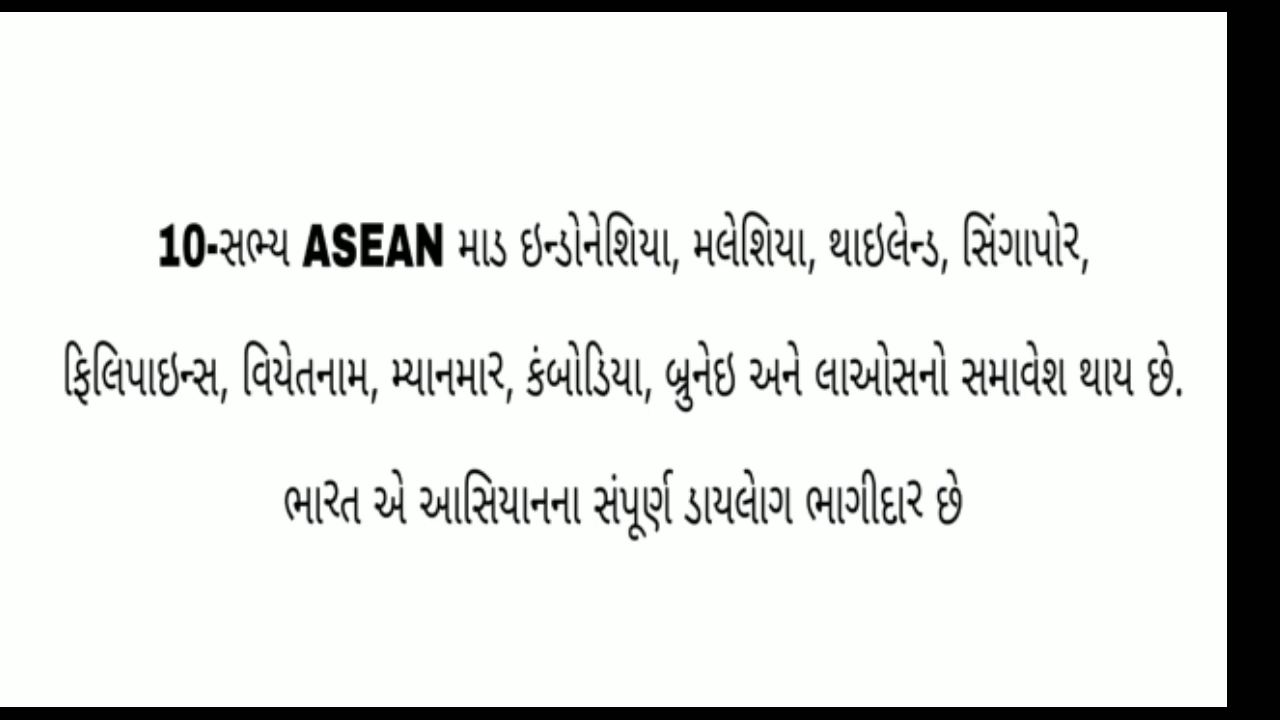 10-સભ્ય ASEAN માડ ઇન્ડોનેશિયા, મલેશિયા, થાઇલેન્ડ, સિંગાપોર,
ફિલિપાઇન્સ, વિયેતનામ, મ્યાનમાર, કંબોડિયા, બ્રુનેઇ અને લાઓસનો સમાવેશ થાય છે.
ભારત એ આસિયાનના સંપૂર્ણ ડાયલોગ ભાગીદાર છે